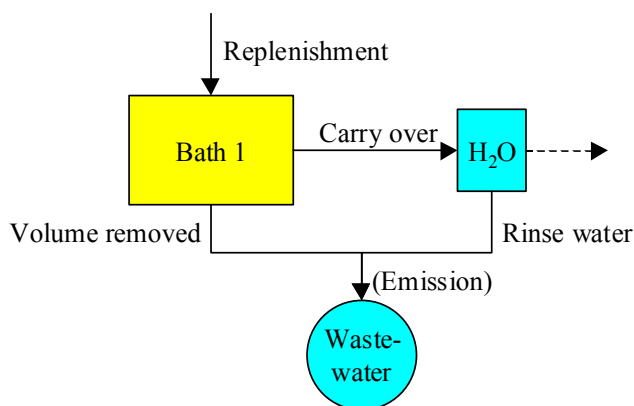 Replenishment
Bath 1
Carry over
H₂O
Volume removed
Rinse water
(Emission)
Waste-
water